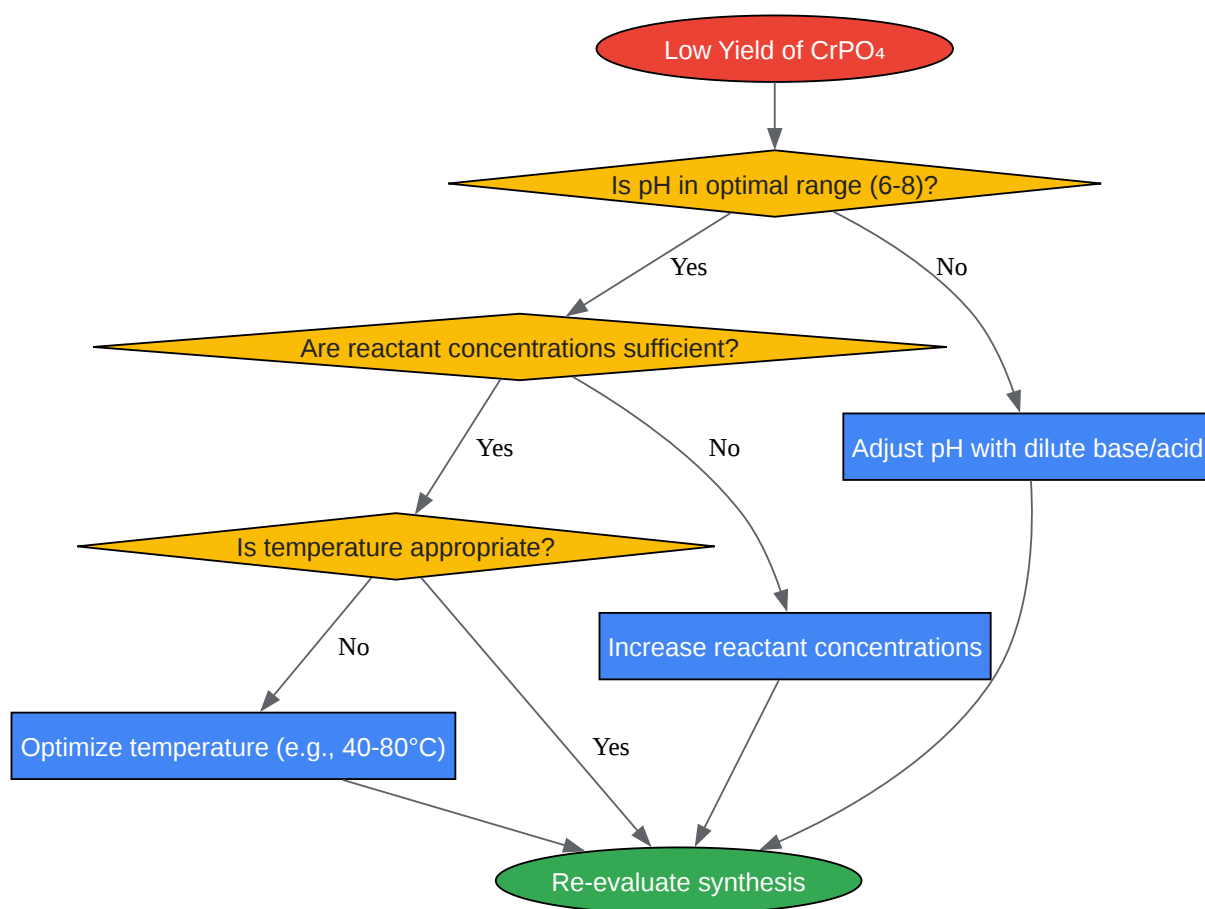 Low Yield of CrPO₄
Is pH in optimal range (6-8)?
Yes
No
Are reactant concentrations sufficient?
Yes
No
Adjust pH with dilute base/acid
Is temperature appropriate?
No
Yes
Increase reactant concentrations
Optimize temperature (e.g., 40-80°C)
Re-evaluate synthesis